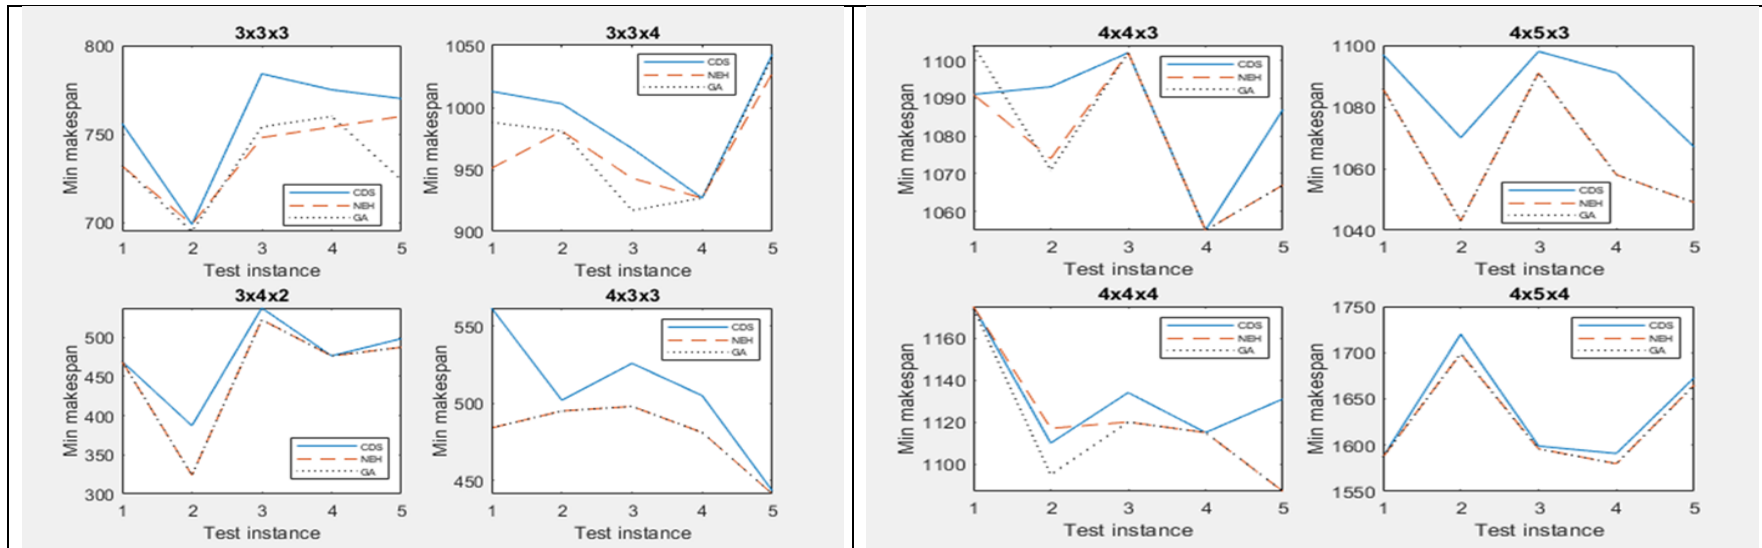 3x3x3
800
750
700
Min makespan
CDS
NEH
GA
1 2 3 4 5
Test instance
3x3x4
1050
1000
950
900
Min makespan
CDS
NEH
GA
1 2 3 4 5
Test instance
3x4x2
500
450
400
350
300
Min makespan
CDS
NEH
GA
1 2 3 4 5
Test instance
4x3x3
550
500
450
Min makespan
CDS
NEH
GA
1 2 3 4 5
Test instance
4x4x3
1100
1090
1080
1070
1060
Min makespan
CDS
NEH
GA
1 2 3 4 5
Test instance
4x5x3
1100
1080
1060
1040
Min makespan
CDS
NEH
GA
1 2 3 4 5
Test instance
4x4x4
1160
1140
1120
1100
Min makespan
CDS
NEH
GA
1 2 3 4 5
Test instance
4x5x4
1750
1700
1650
1600
1550
Min makespan
CDS
NEH
GA
1 2 3 4 5
Test instance